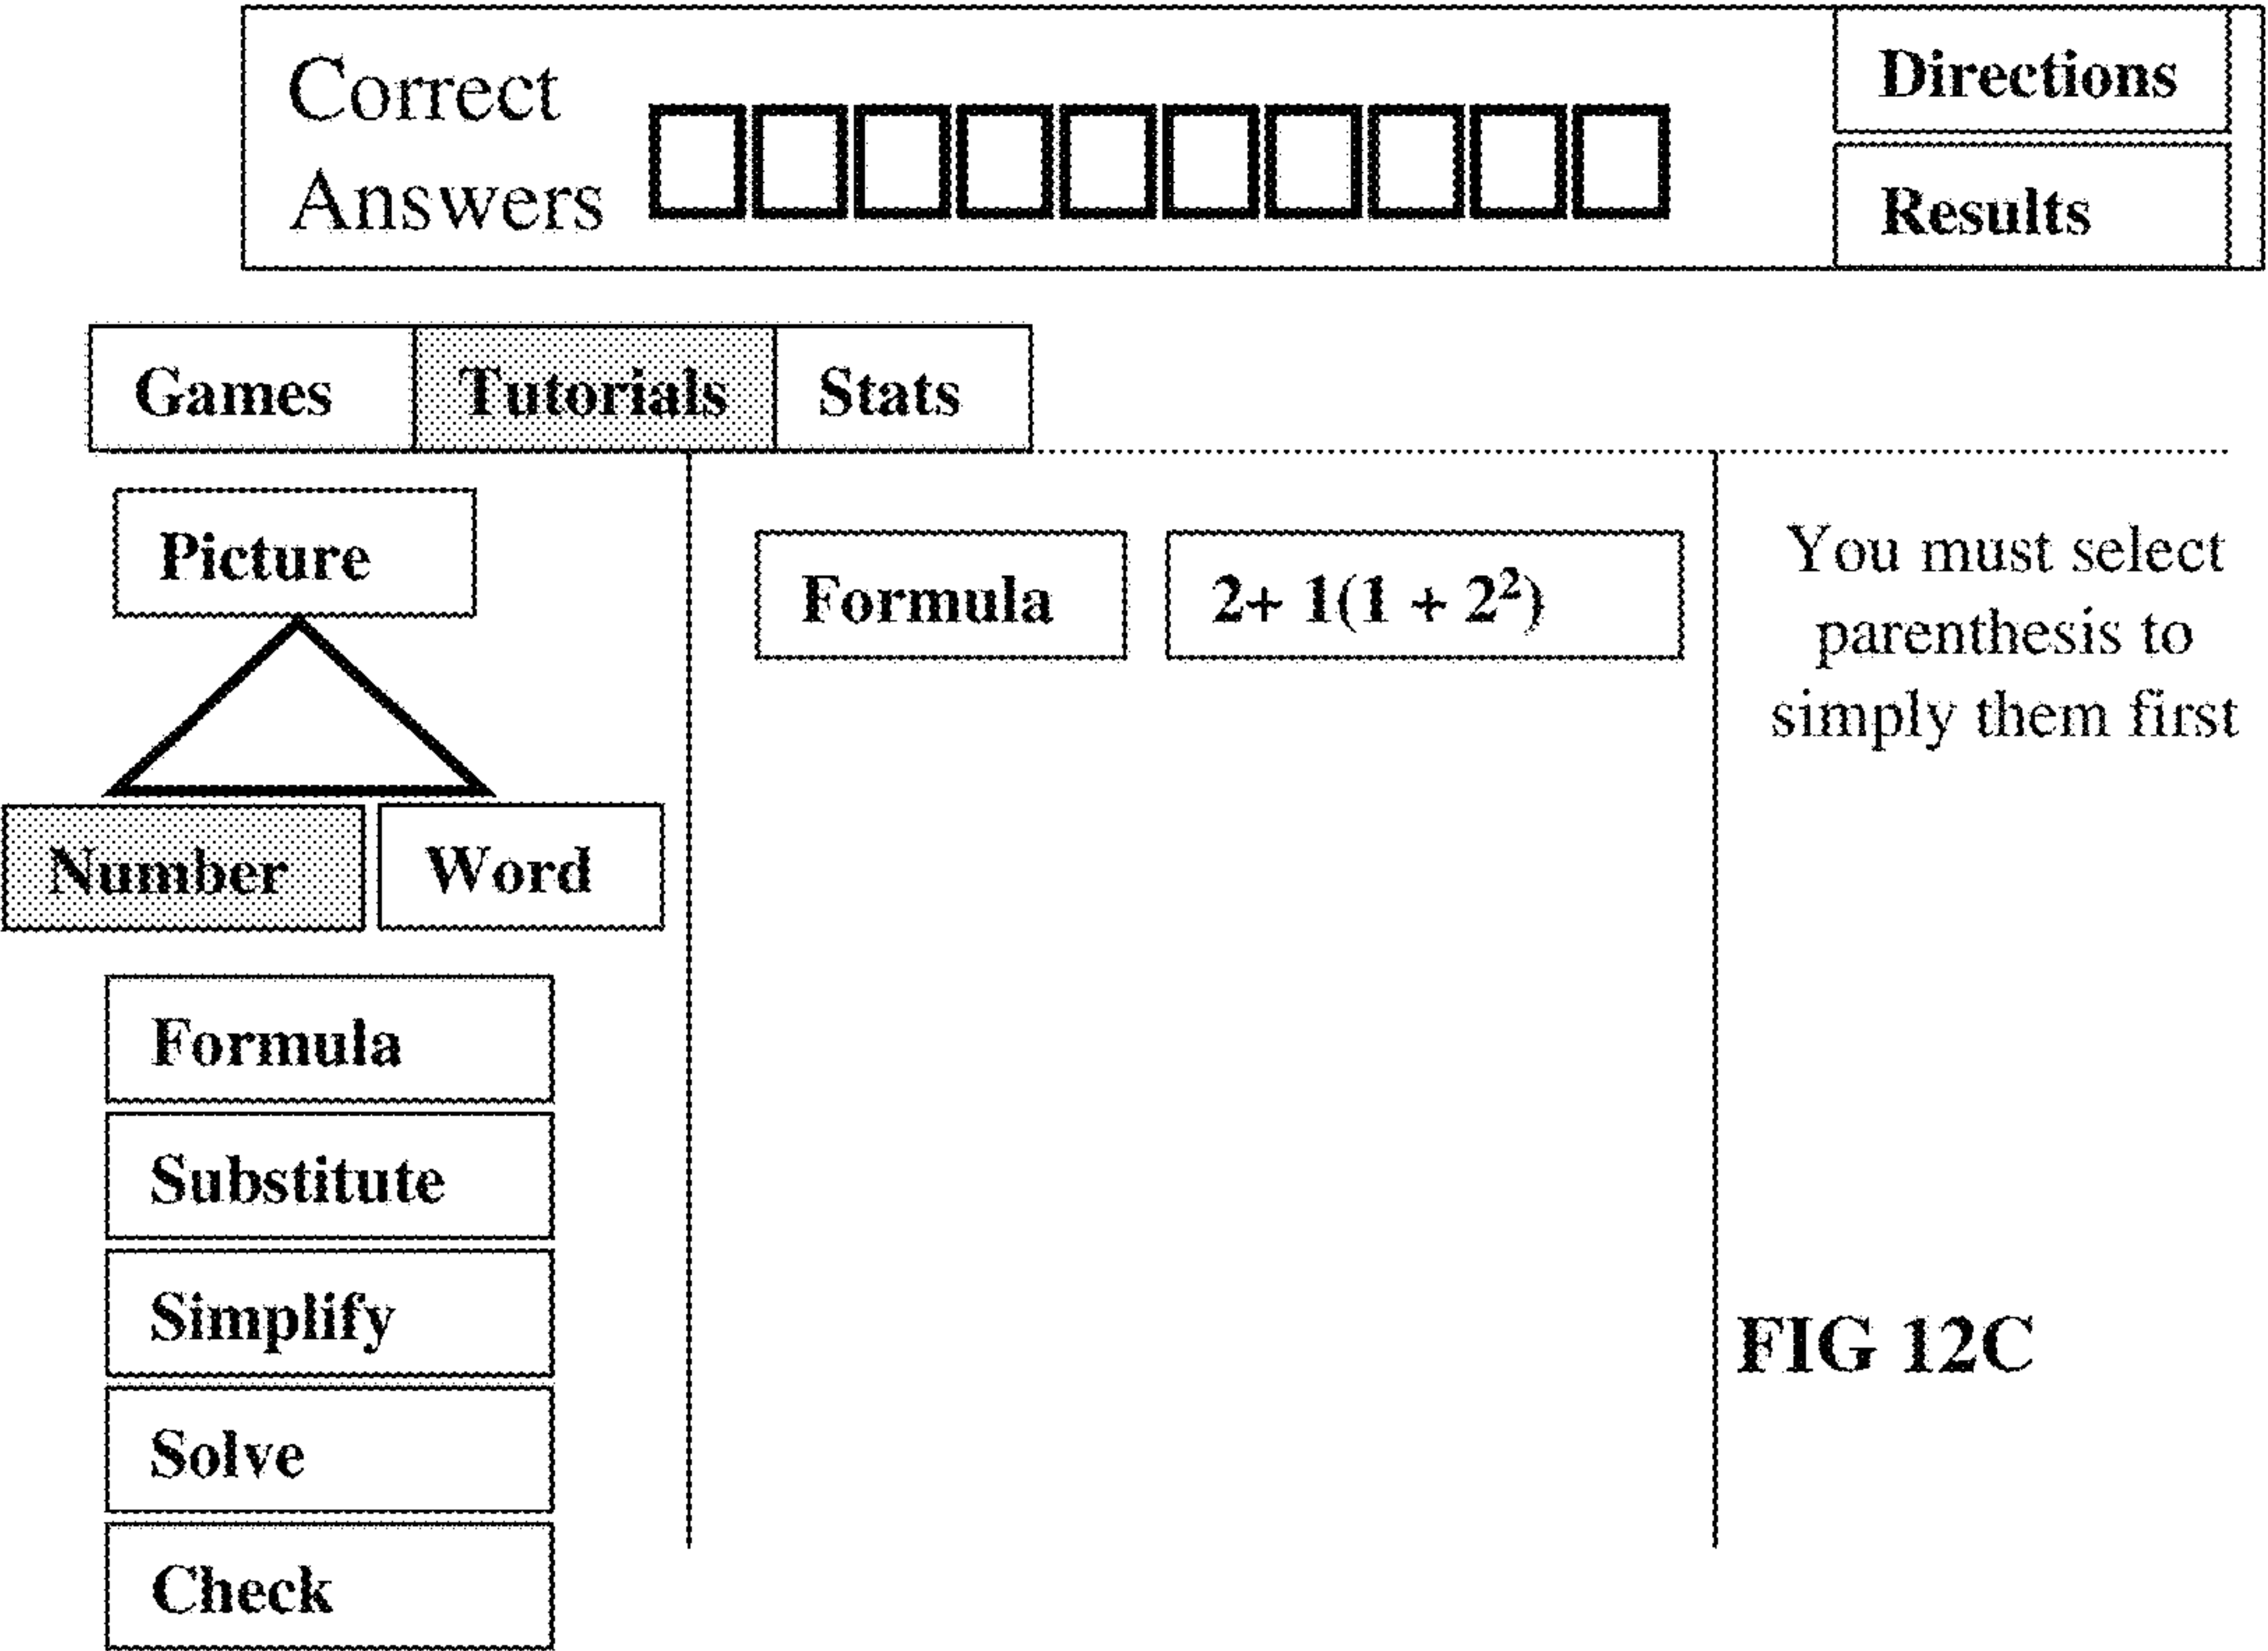 Correct
Answers
Directions
Results
Games Tutorials Stats
Picture
Number Word
Formula
Substitute
Simplify
Solve
Check
Formula 2+ 1(1 + 2²)
You must select
parenthesis to
simply them first
FIG 12C